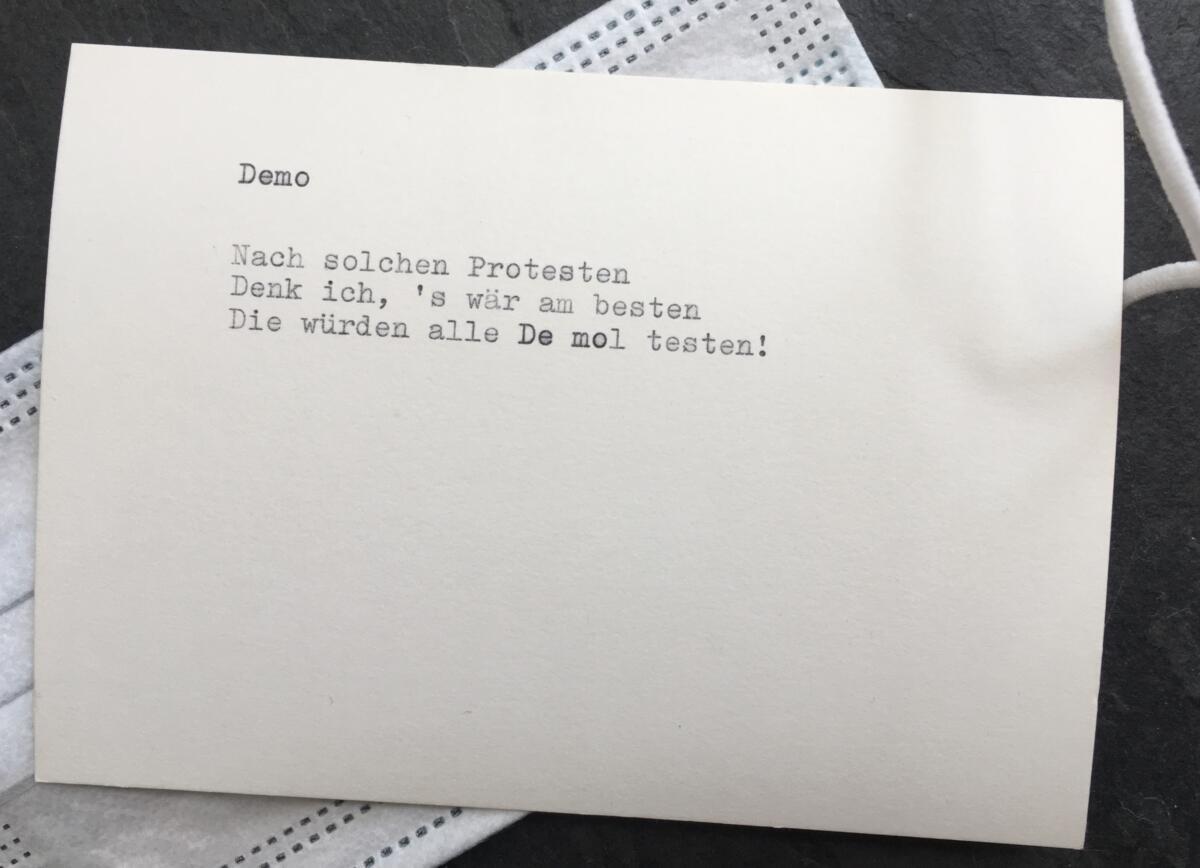 Demo
Nach solchen Protesten
Denk ich, 's wär am besten
Die würden alle De mol testen!